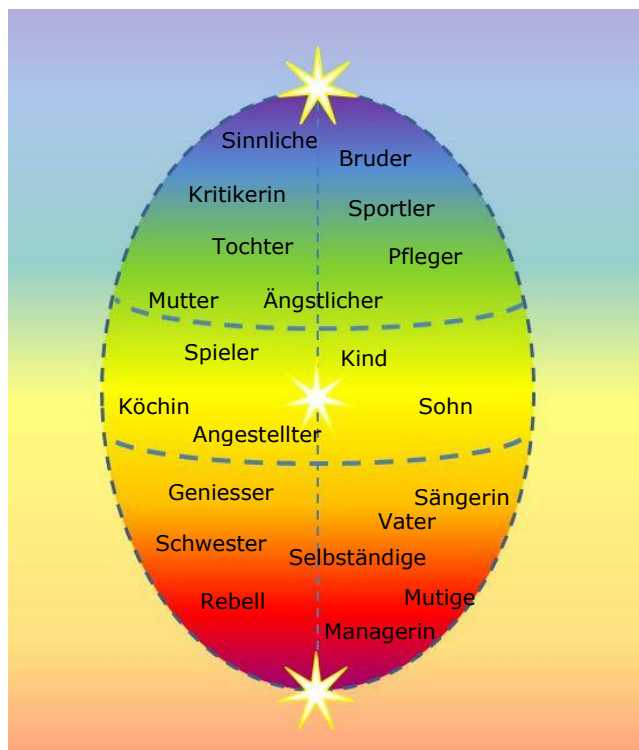 Sinnliche
Bruder
Kritikerin
Sportler
Tochter
Pfleger
Mutter
Ängstlicher
Spieler
Kind
Köchin
Sohn
Angestellter
Geniesser
Sängerin
Vater
Schwester
Selbständige
Rebell
Mutige
Managerin